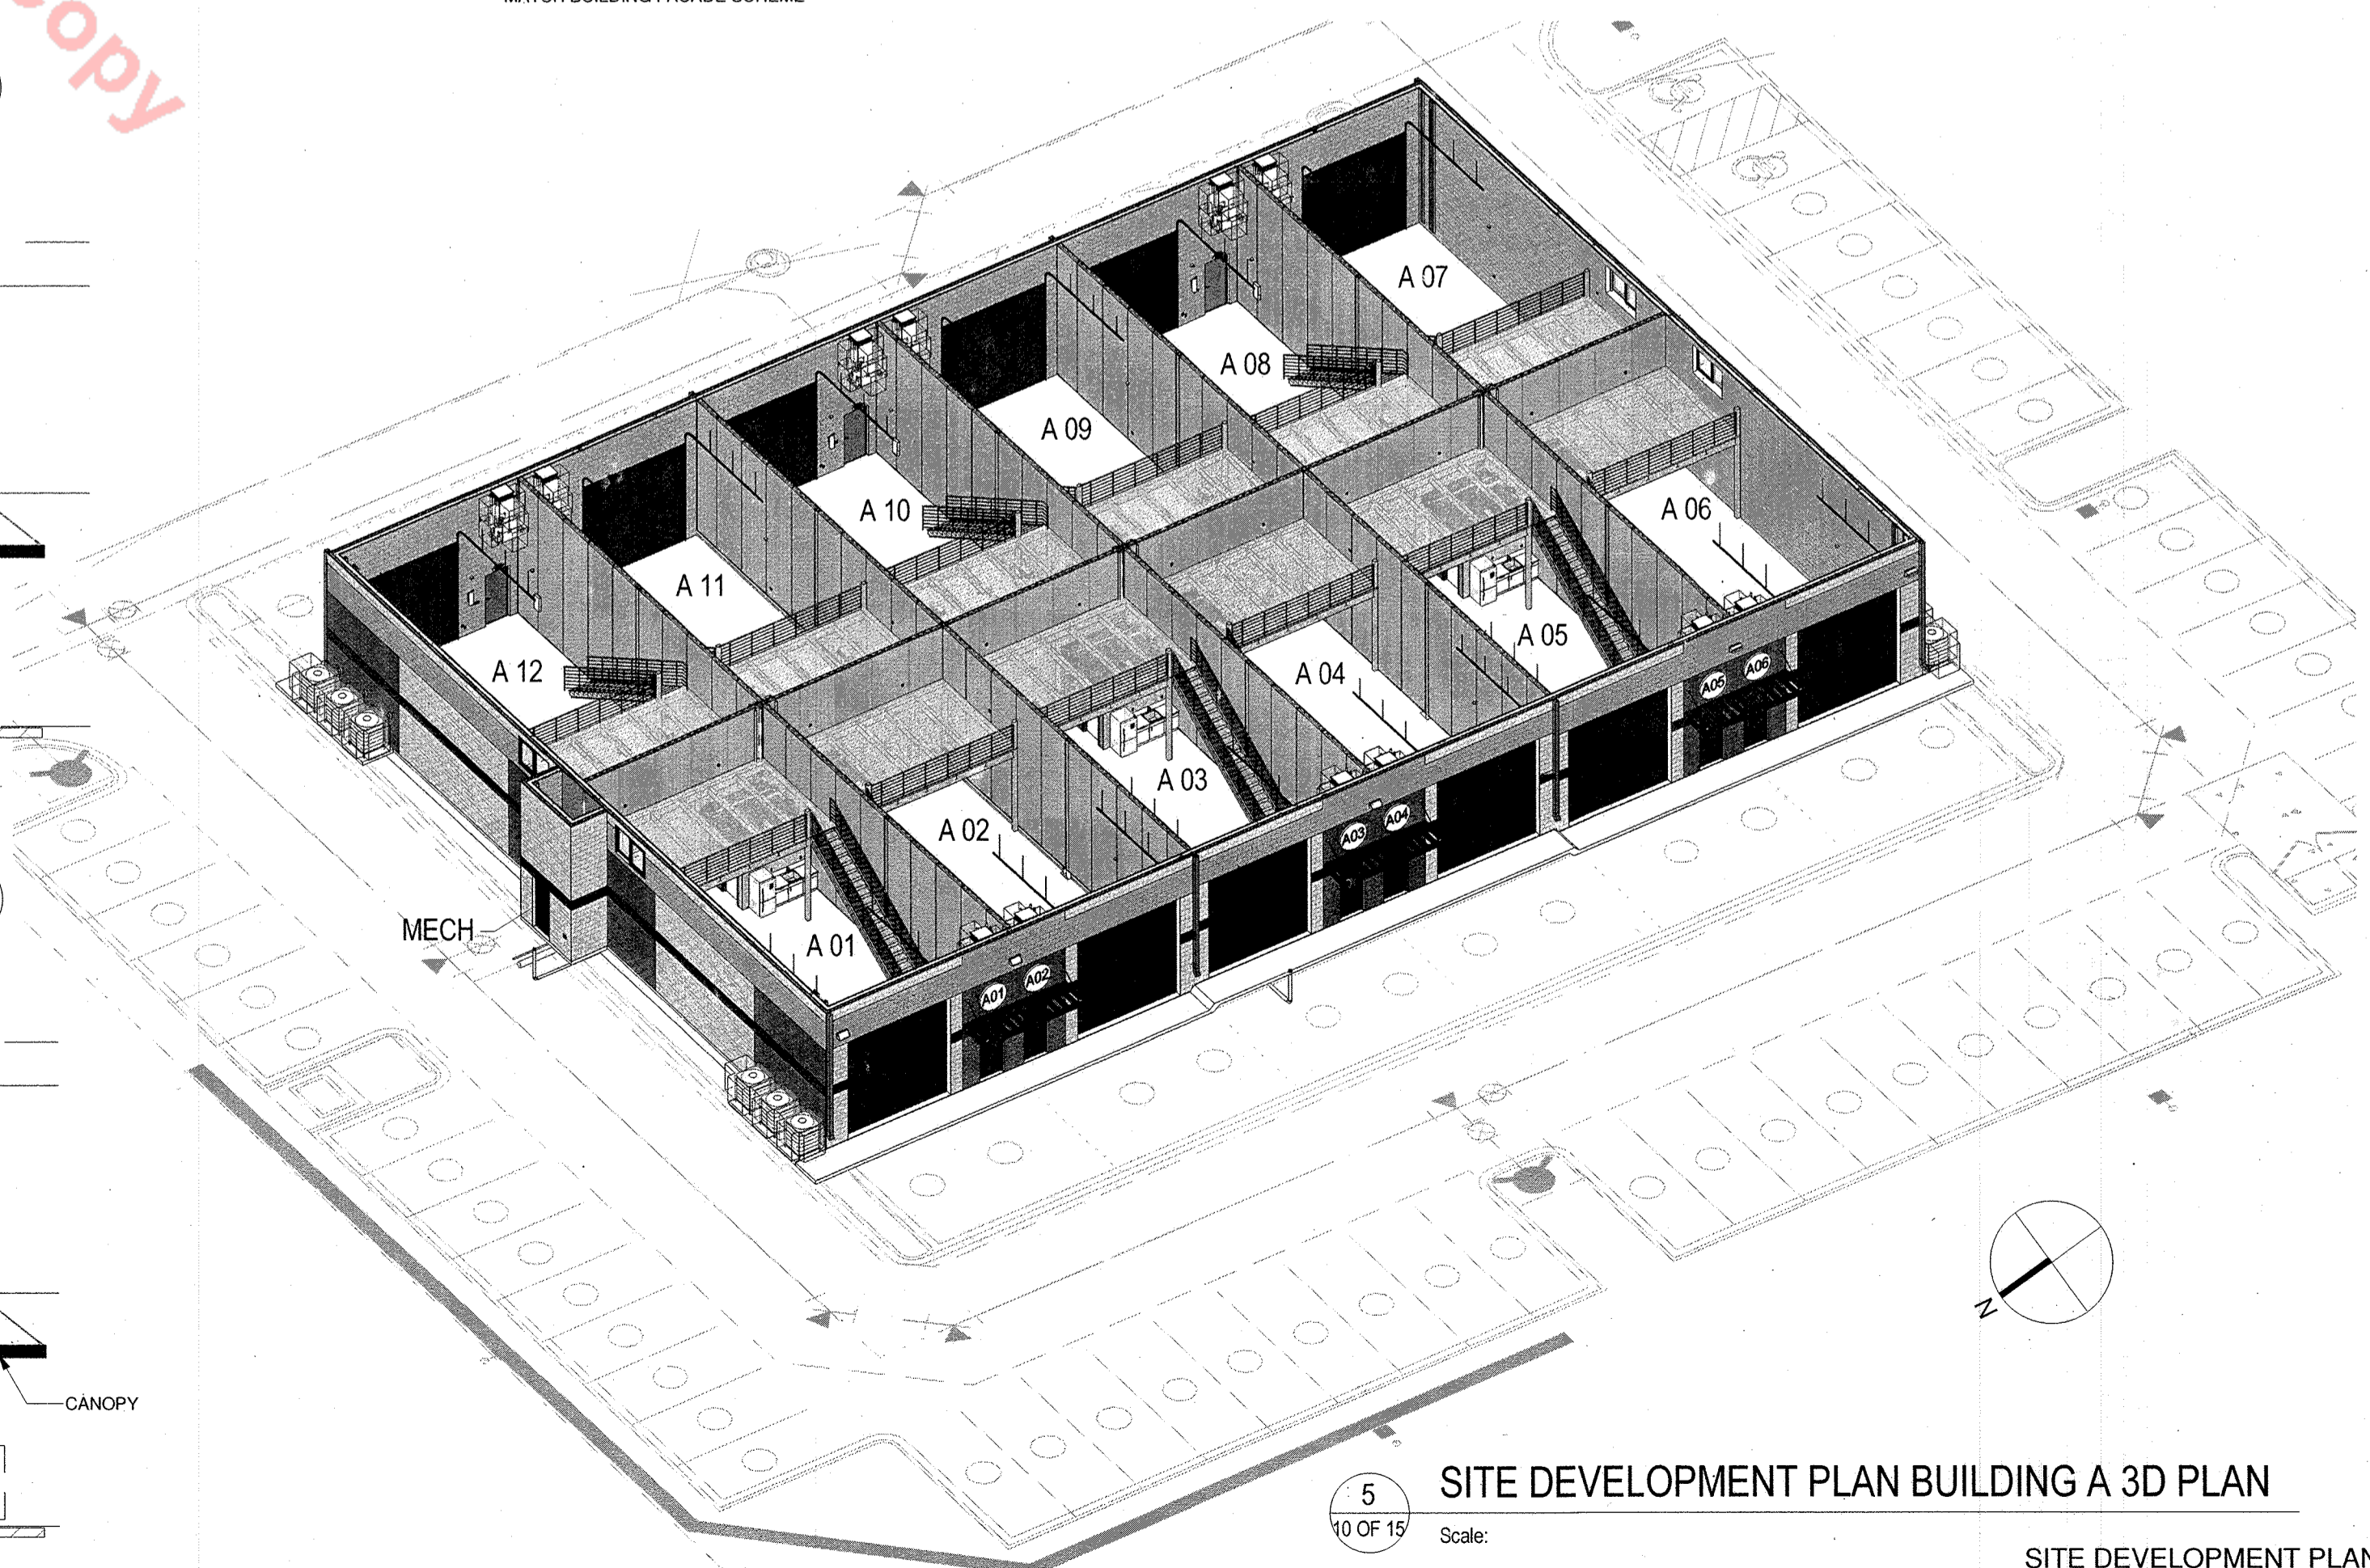 opy
A 07
A 08
A 09
A 10
A 06
A 11
A 05
A 12
A 04
A 03
A 02
A 01
MECH
A05
A06
A03
A04
A01
A02
N
CANOPY
5
10 OF 15
SITE DEVELOPMENT PLAN BUILDING A 3D PLAN
Scale:
SITE DEVELOPMENT PLAN